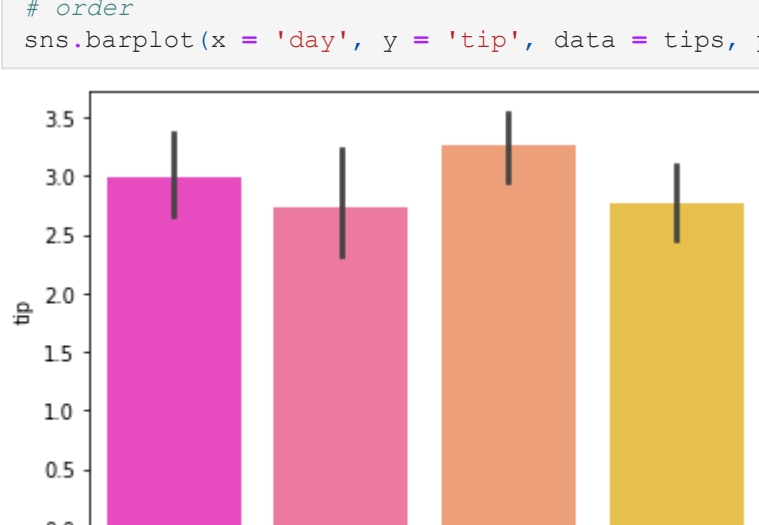 # order
sns.barplot(x = 'day', y = 'tip', data = tips,
3.5
3.0
2.5
2.0
tip
1.5
1.0
0.5